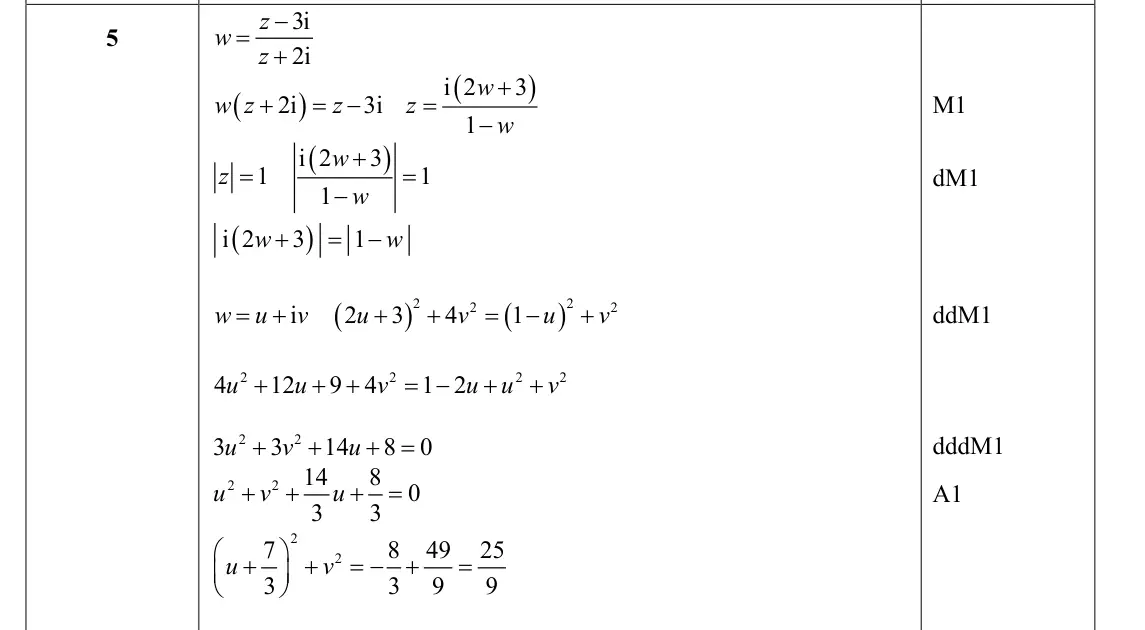 5
w = (z − 3i)/(z + 2i)
w(z + 2i) = z − 3i   z = i(2w + 3)/(1 − w)   M1
|z| = 1   |i(2w + 3)/(1 − w)| = 1   dM1
|i(2w + 3)| = |1 − w|
w = u + iv   (2u + 3)² + 4v² = (1 − u)² + v²   ddM1
4u² + 12u + 9 + 4v² = 1 − 2u + u² + v²
3u² + 3v² + 14u + 8 = 0   dddM1
u² + v² + 14/3 u + 8/3 = 0   A1
(u + 7/3)² + v² = −8/3 + 49/9 = 25/9